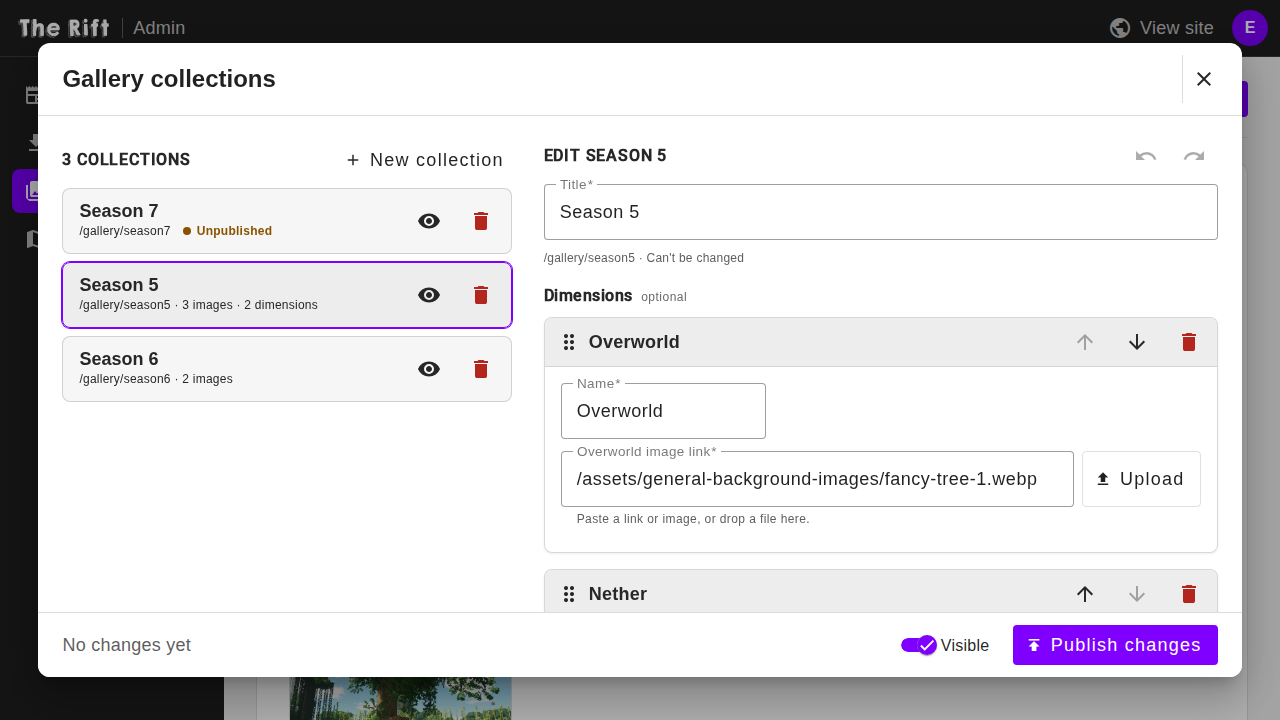 The Rift
Admin
View site
E
Gallery collections
3 COLLECTIONS
+ New collection
Season 7
/gallery/season7
Unpublished
Season 5
/gallery/season5 · 3 images · 2 dimensions
Season 6
/gallery/season6 · 2 images
EDIT SEASON 5
Title*
Season 5
/gallery/season5 · Can't be changed
Dimensions optional
Overworld
Name*
Overworld
Overworld image link*
/assets/general-background-images/fancy-tree-1.webp
Upload
Paste a link or image, or drop a file here.
Nether
No changes yet
Visible
Publish changes